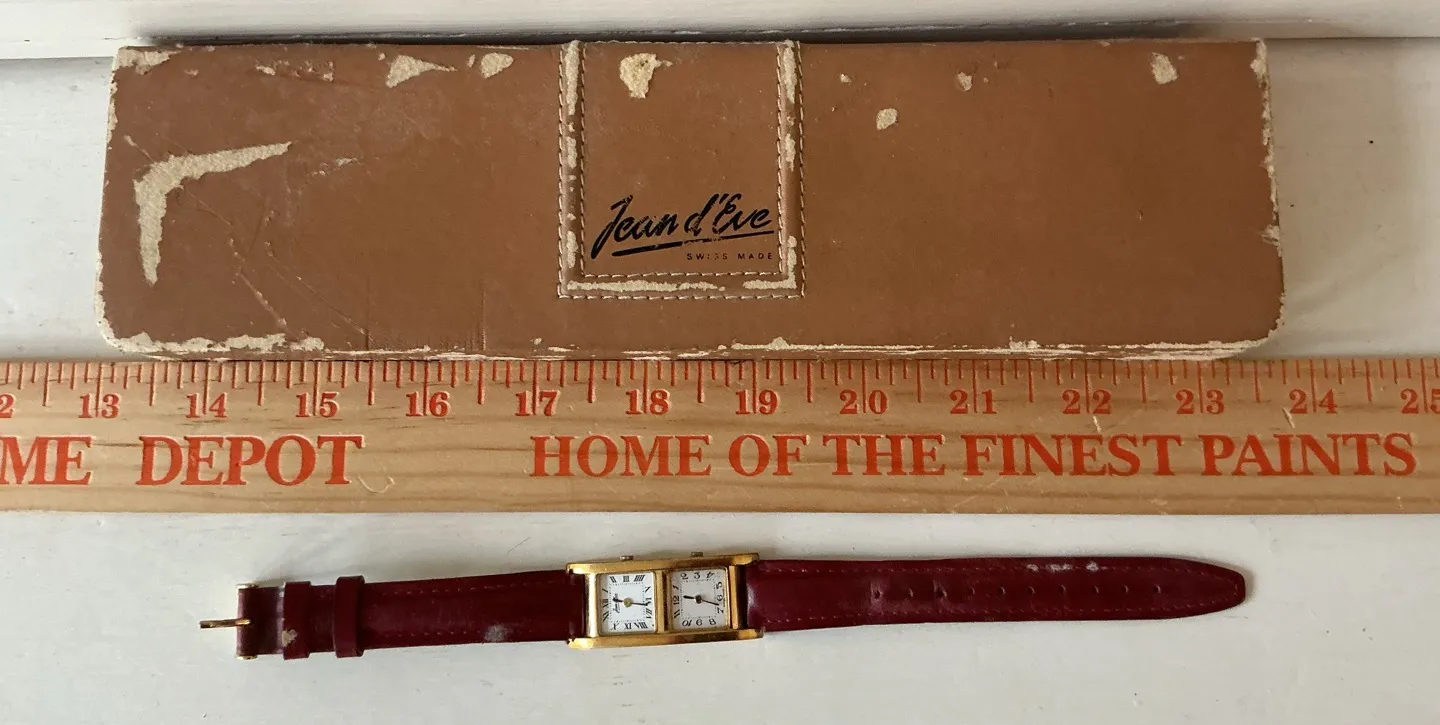 Jean d'Eve
SWISS MADE
2 13 14 15 16 17 18 19 20 21 22 23 24 25
ME DEPOT HOME OF THE FINEST PAINTS